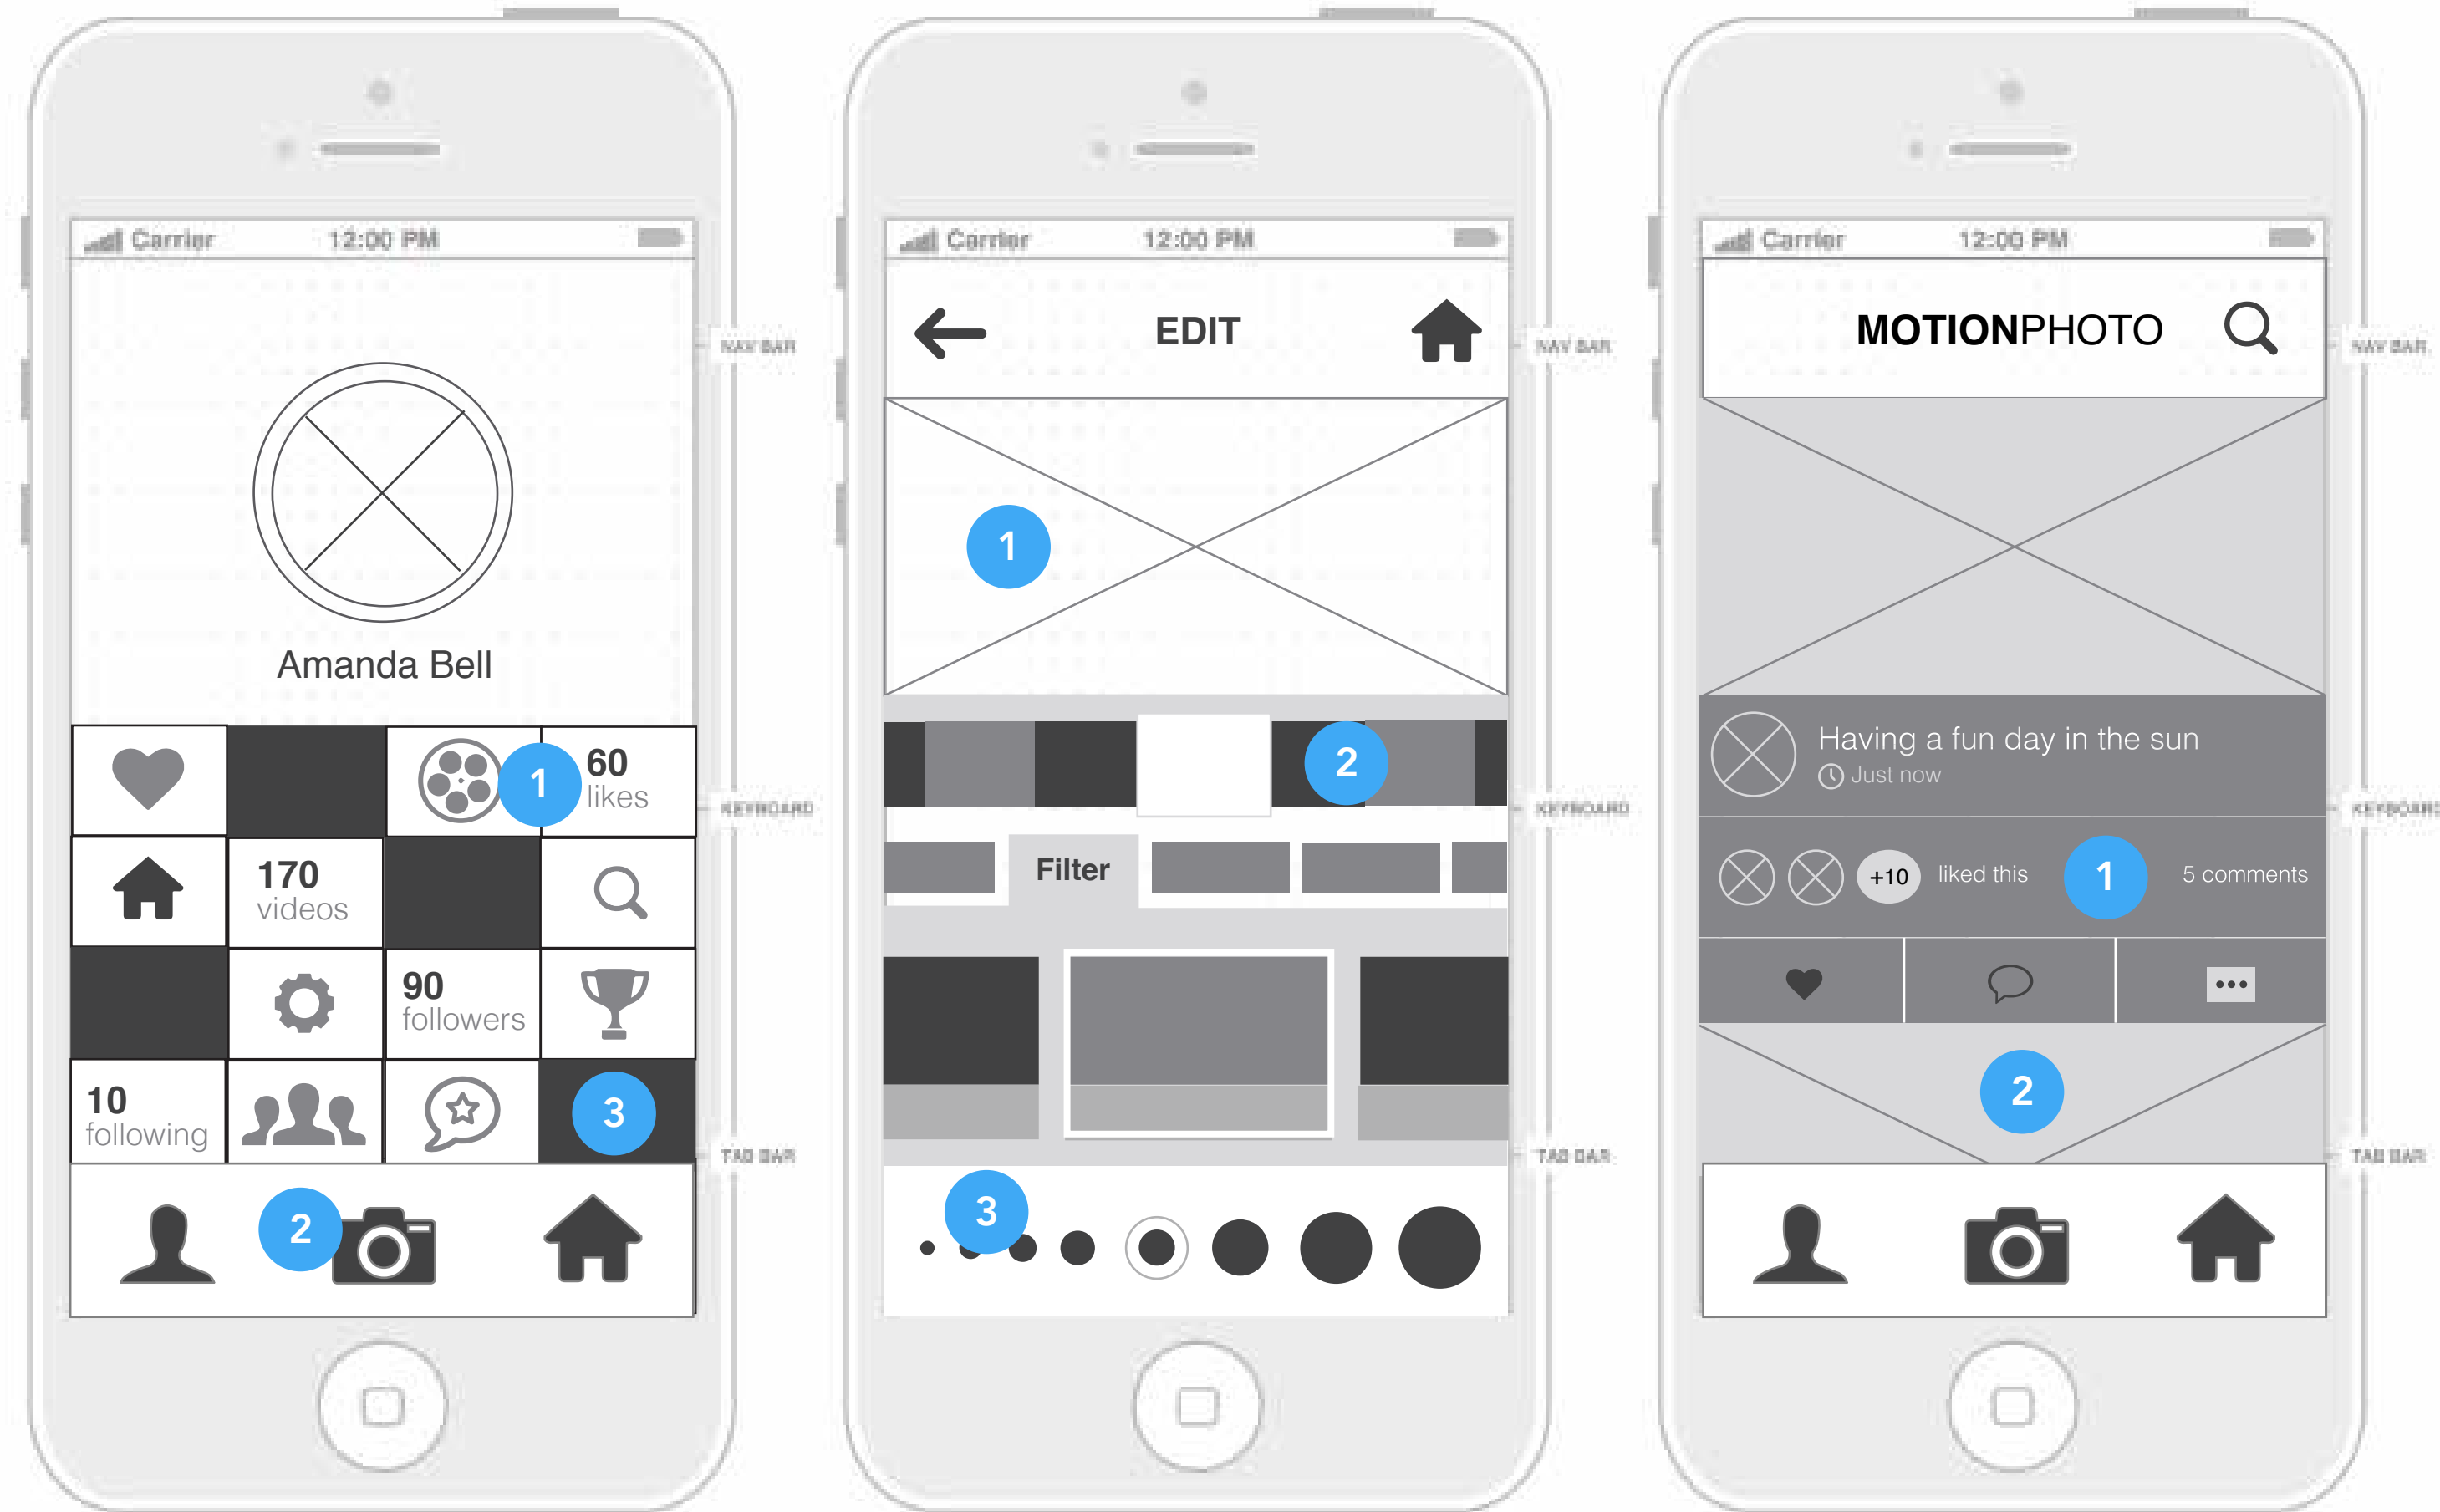 Carrier 12:00 PM
Amanda Bell
1
60
likes
170
videos
90
followers
10
following
3
2
NAV BAR
KEYBOARD
TAB BAR
Carrier 12:00 PM
EDIT
1
2
Filter
3
NAV BAR
KEYBOARD
TAB BAR
Carrier 12:00 PM
MOTIONPHOTO
Having a fun day in the sun
Just now
+10 liked this 1 5 comments
2
NAV BAR
KEYBOARD
TAB BAR